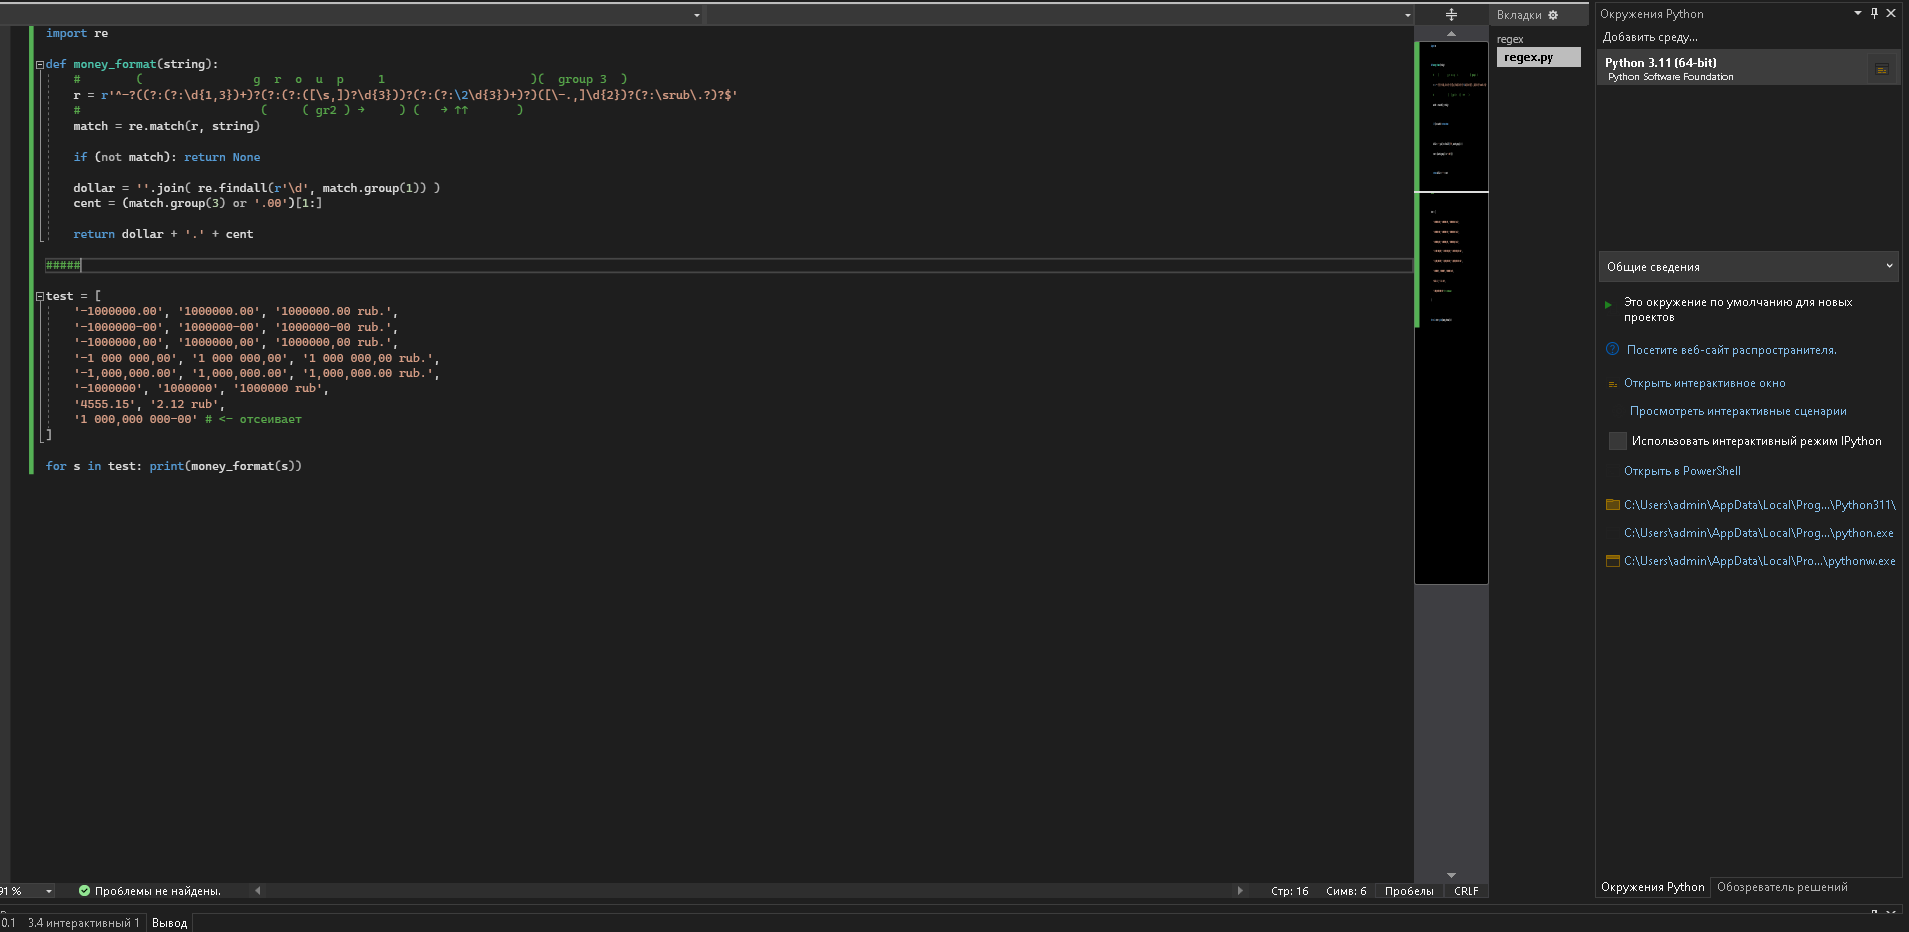 import re
def money_format(string):
# ( g r o u p 1 )( group 3 )
r = r'^-?((?:(?:\d{1,3})+)?(?:(?:([\s,])?\d{3}))?(?:(?:\2\d{3})+)?)([\-.,]\d{2})?(?:\srub\.?)?$'
# ( ( gr2 ) → ) ( → ↑↑ )
match = re.match(r, string)
if (not match): return None
dollar = ''.join( re.findall(r'\d', match.group(1)) )
cent = (match.group(3) or '.00')[1:]
return dollar + '.' + cent
#####
test = [
'-1000000.00', '1000000.00', '1000000.00 rub.',
'-1000000-00', '1000000-00', '1000000-00 rub.',
'-1000000,00', '1000000,00', '1000000,00 rub.',
'-1 000 000,00', '1 000 000,00', '1 000 000,00 rub.',
'-1,000,000.00', '1,000,000.00', '1,000,000.00 rub.',
'-1000000', '1000000', '1000000 rub',
'4555.15', '2.12 rub',
'1 000,000 000-00' # <- отсеивает
]
for s in test: print(money_format(s))
Вкладки
regex
regex.py
Окружения Python
Добавить среду...
Python 3.11 (64-bit)
Python Software Foundation
Общие сведения
Это окружение по умолчанию для новых
проектов
Посетите веб-сайт распространителя.
Открыть интерактивное окно
Просмотреть интерактивные сценарии
Использовать интерактивный режим IPython
Открыть в PowerShell
C:\Users\admin\AppData\Local\Prog...\Python311\
C:\Users\admin\AppData\Local\Prog...\python.exe
C:\Users\admin\AppData\Local\Pro...\pythonw.exe
Окружения Python Обозреватель решений
91 % Проблемы не найдены. Стр: 16 Симв: 6 Пробелы CRLF
0.1 3.4 интерактивный 1 Вывод